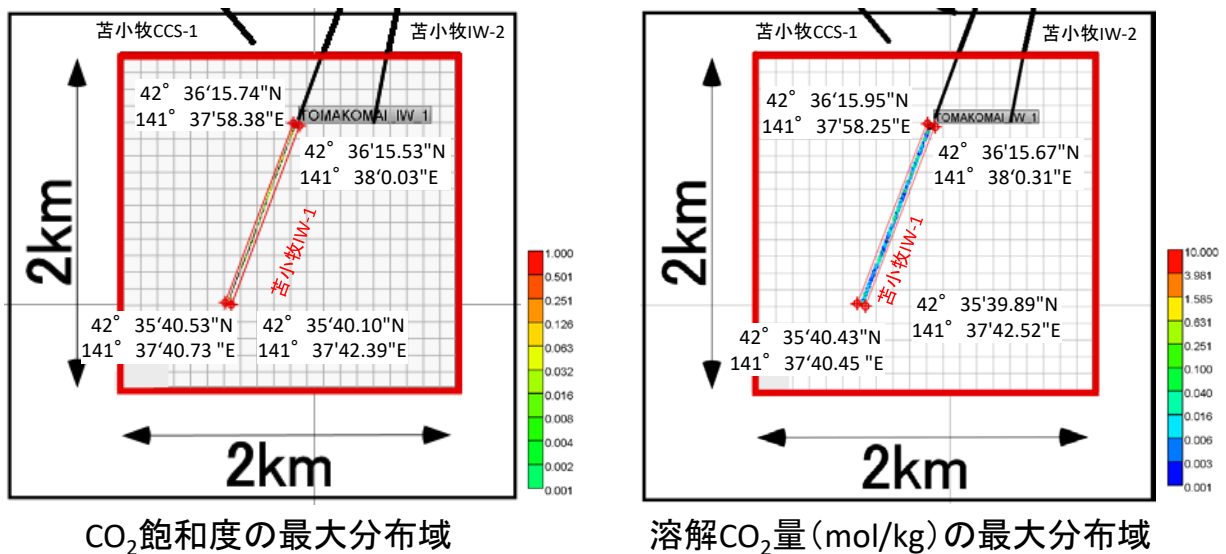 苫小牧CCS-1
苫小牧IW-2
42° 36‘15.74"N
141° 37‘58.38"E
TOMAKOMAI_IW_1
42° 36'15.53"N
141° 38‘0.03"E
苫小牧IW-1
42° 35‘40.53"N
141° 37‘40.73 "E
42° 35‘40.10"N
141° 37‘42.39"E
2km
2km
1.000
0.501
0.251
0.126
0.063
0.032
0.016
0.008
0.004
0.002
0.001
CO₂飽和度の最大分布域
苫小牧CCS-1
苫小牧IW-2
42° 36'15.95"N
141° 37‘58.25"E
TOMAKOMAI_IW_1
42° 36'15.67"N
141° 38‘0.31"E
苫小牧IW-1
42° 35‘40.43"N
141° 37‘40.45 "E
42° 35‘39.89"N
141° 37‘42.52"E
2km
2km
10.000
3.981
1.585
0.631
0.251
0.100
0.040
0.016
0.006
0.003
0.001
溶解CO₂量(mol/kg)の最大分布域